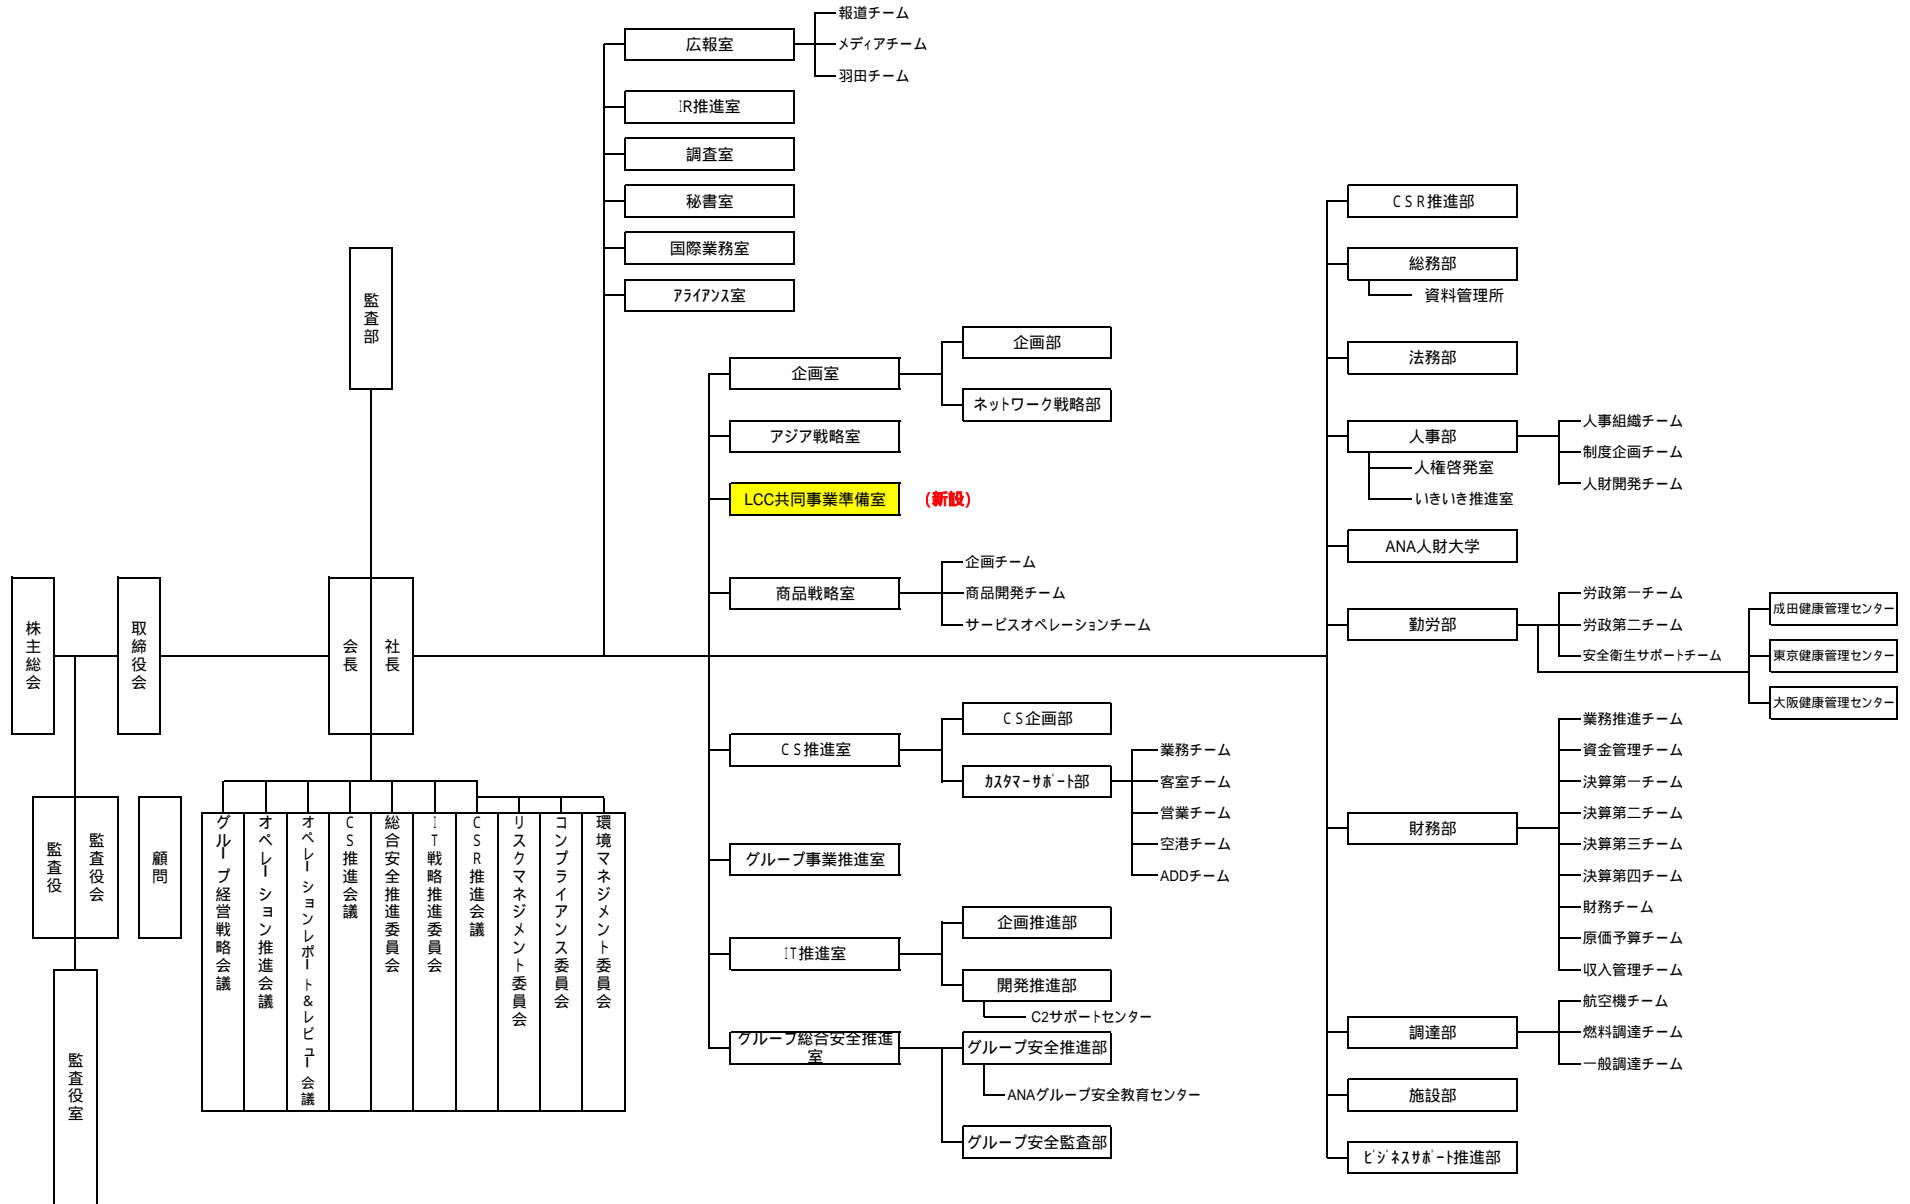 株主総会
取締役会
監査役
監査役会
監査役室
顧問
監査部
会長
社長
グループ経営戦略会議
オペレーション推進会議
オペレーションレポート&レビュー会議
CS推進会議
総合安全推進委員会
IT戦略推進委員会
CSR推進会議
リスクマネジメント委員会
コンプライアンス委員会
環境マネジメント委員会
広報室
報道チーム
メディアチーム
羽田チーム
IR推進室
調査室
秘書室
国際業務室
アライアンス室
企画室
企画部
ネットワーク戦略部
アジア戦略室
LCC共同事業準備室
(新設)
商品戦略室
企画チーム
商品開発チーム
サービスオペレーションチーム
CS推進室
CS企画部
カスタマーサポート部
業務チーム
客室チーム
営業チーム
空港チーム
ADDチーム
グループ事業推進室
IT推進室
企画推進部
開発推進部
C2サポートセンター
グループ総合安全推進
室
グループ安全推進部
ANAグループ安全教育センター
グループ安全監査部
CSR推進部
総務部
資料管理所
法務部
人事部
人権啓発室
いきいき推進室
人事組織チーム
制度企画チーム
人財開発チーム
ANA人財大学
勤労部
労政第一チーム
労政第二チーム
安全衛生サポートチーム
成田健康管理センター
東京健康管理センター
大阪健康管理センター
財務部
業務推進チーム
資金管理チーム
決算第一チーム
決算第二チーム
決算第三チーム
決算第四チーム
財務チーム
原価予算チーム
収入管理チーム
調達部
航空機チーム
燃料調達チーム
一般調達チーム
施設部
ビジネスサポート推進部